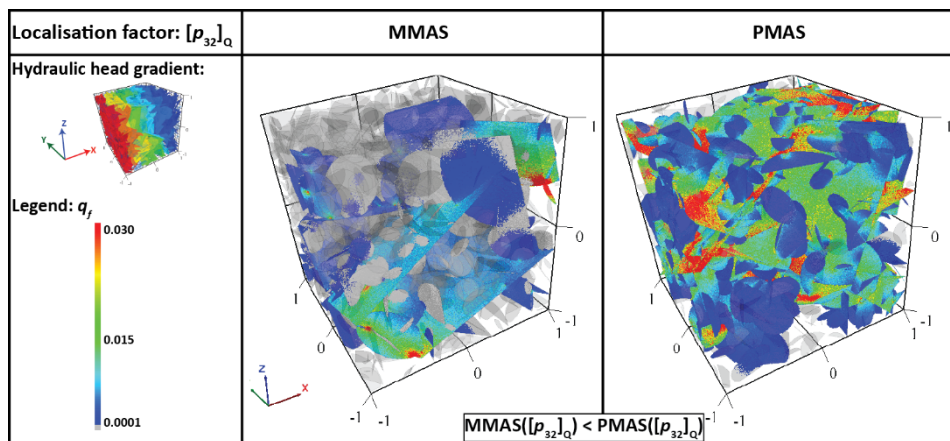 Localisation factor: [p32]Q
MMAS
PMAS
Hydraulic head gradient:
Z
Y
X
Legend: qf
0.030
0.015
0.0001
1
0
-1
1
0
-1
-1
0
1
Z
X
1
0
-1
1
0
-1
-1
0
1
MMAS([p32]Q) < PMAS([p32]Q)